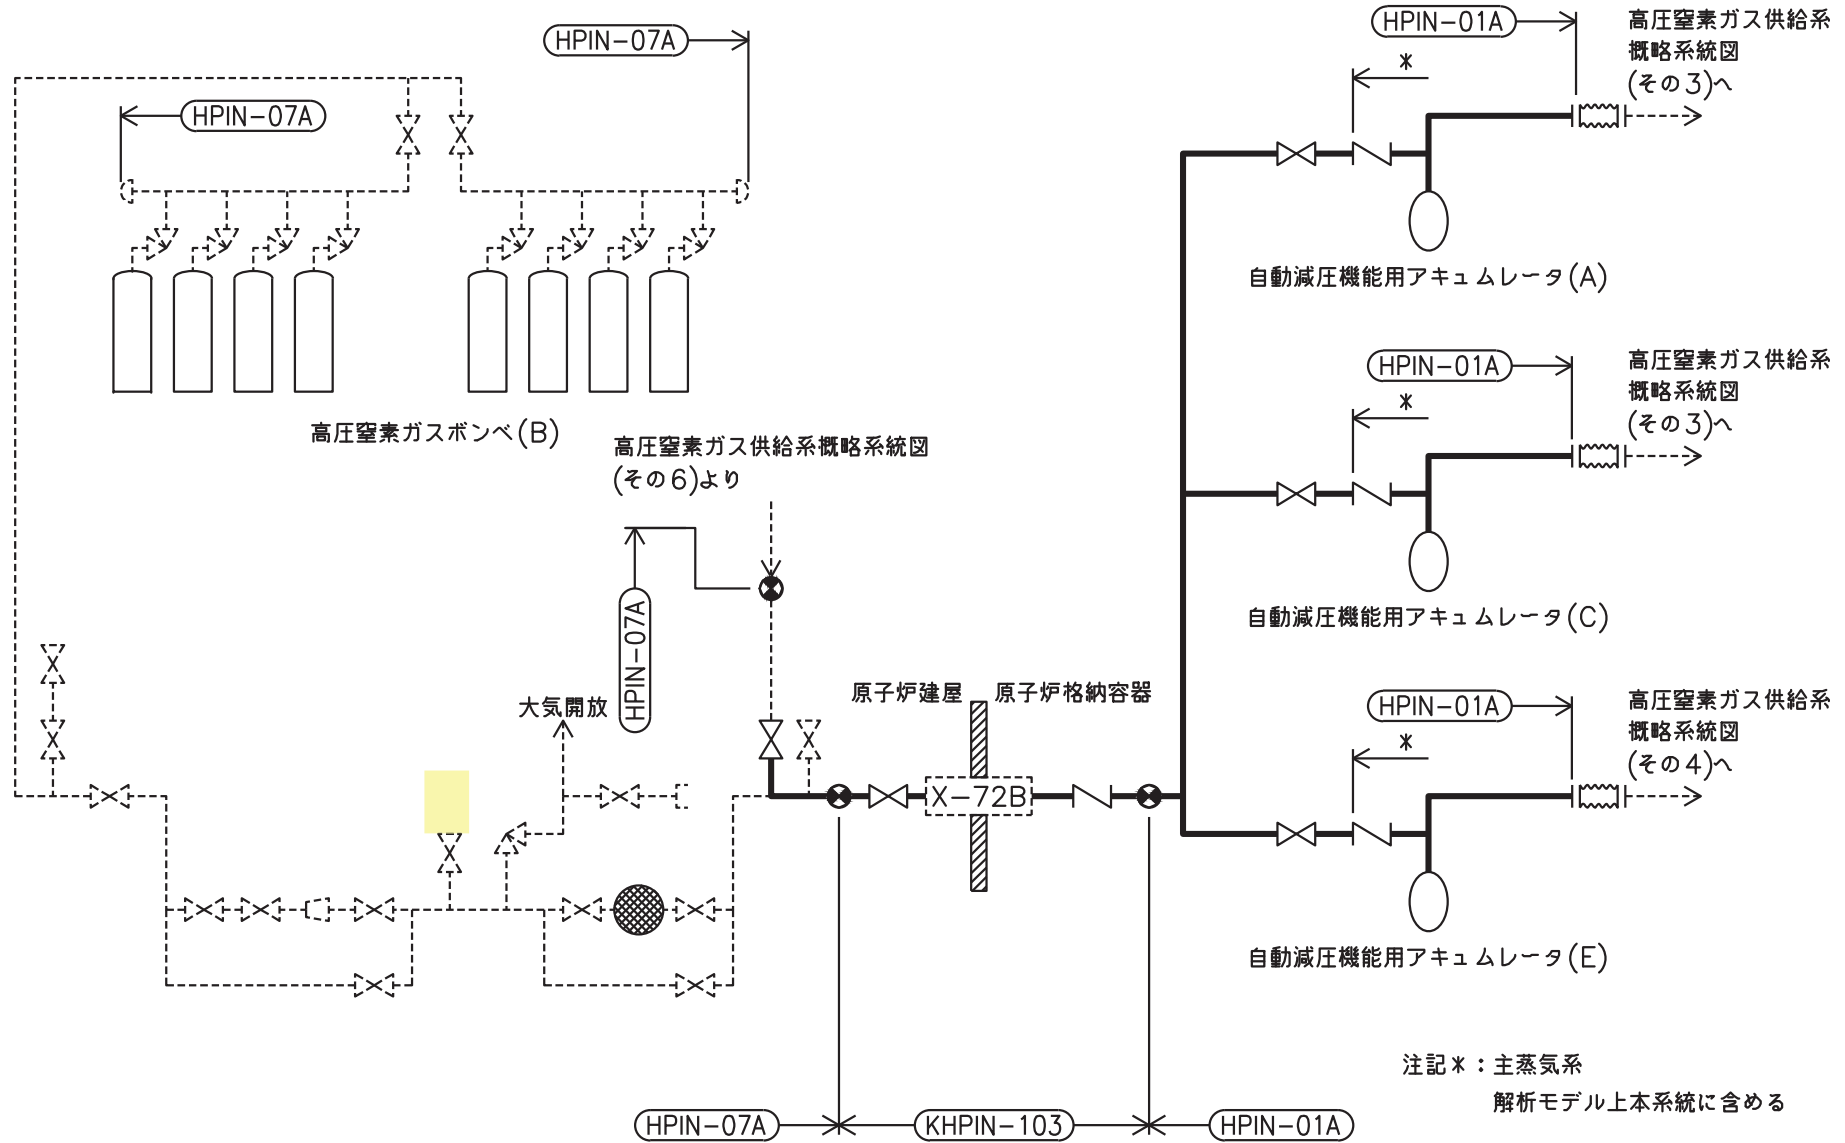 HPIN-07A
HPIN-07A
高圧窒素ガスボンベ(B)
高圧窒素ガス供給系概略系統図
(その6)より
HPIN-07A
大気開放
原子炉建屋
原子炉格納容器
X-72B
HPIN-01A
*
高圧窒素ガス供給系
概略系統図
(その3)へ
自動減圧機能用アキュムレータ(A)
HPIN-01A
*
高圧窒素ガス供給系
概略系統図
(その3)へ
自動減圧機能用アキュムレータ(C)
HPIN-01A
*
高圧窒素ガス供給系
概略系統図
(その4)へ
自動減圧機能用アキュムレータ(E)
注記*：主蒸気系
解析モデル上本系統に含める
HPIN-07A
KHPIN-103
HPIN-01A